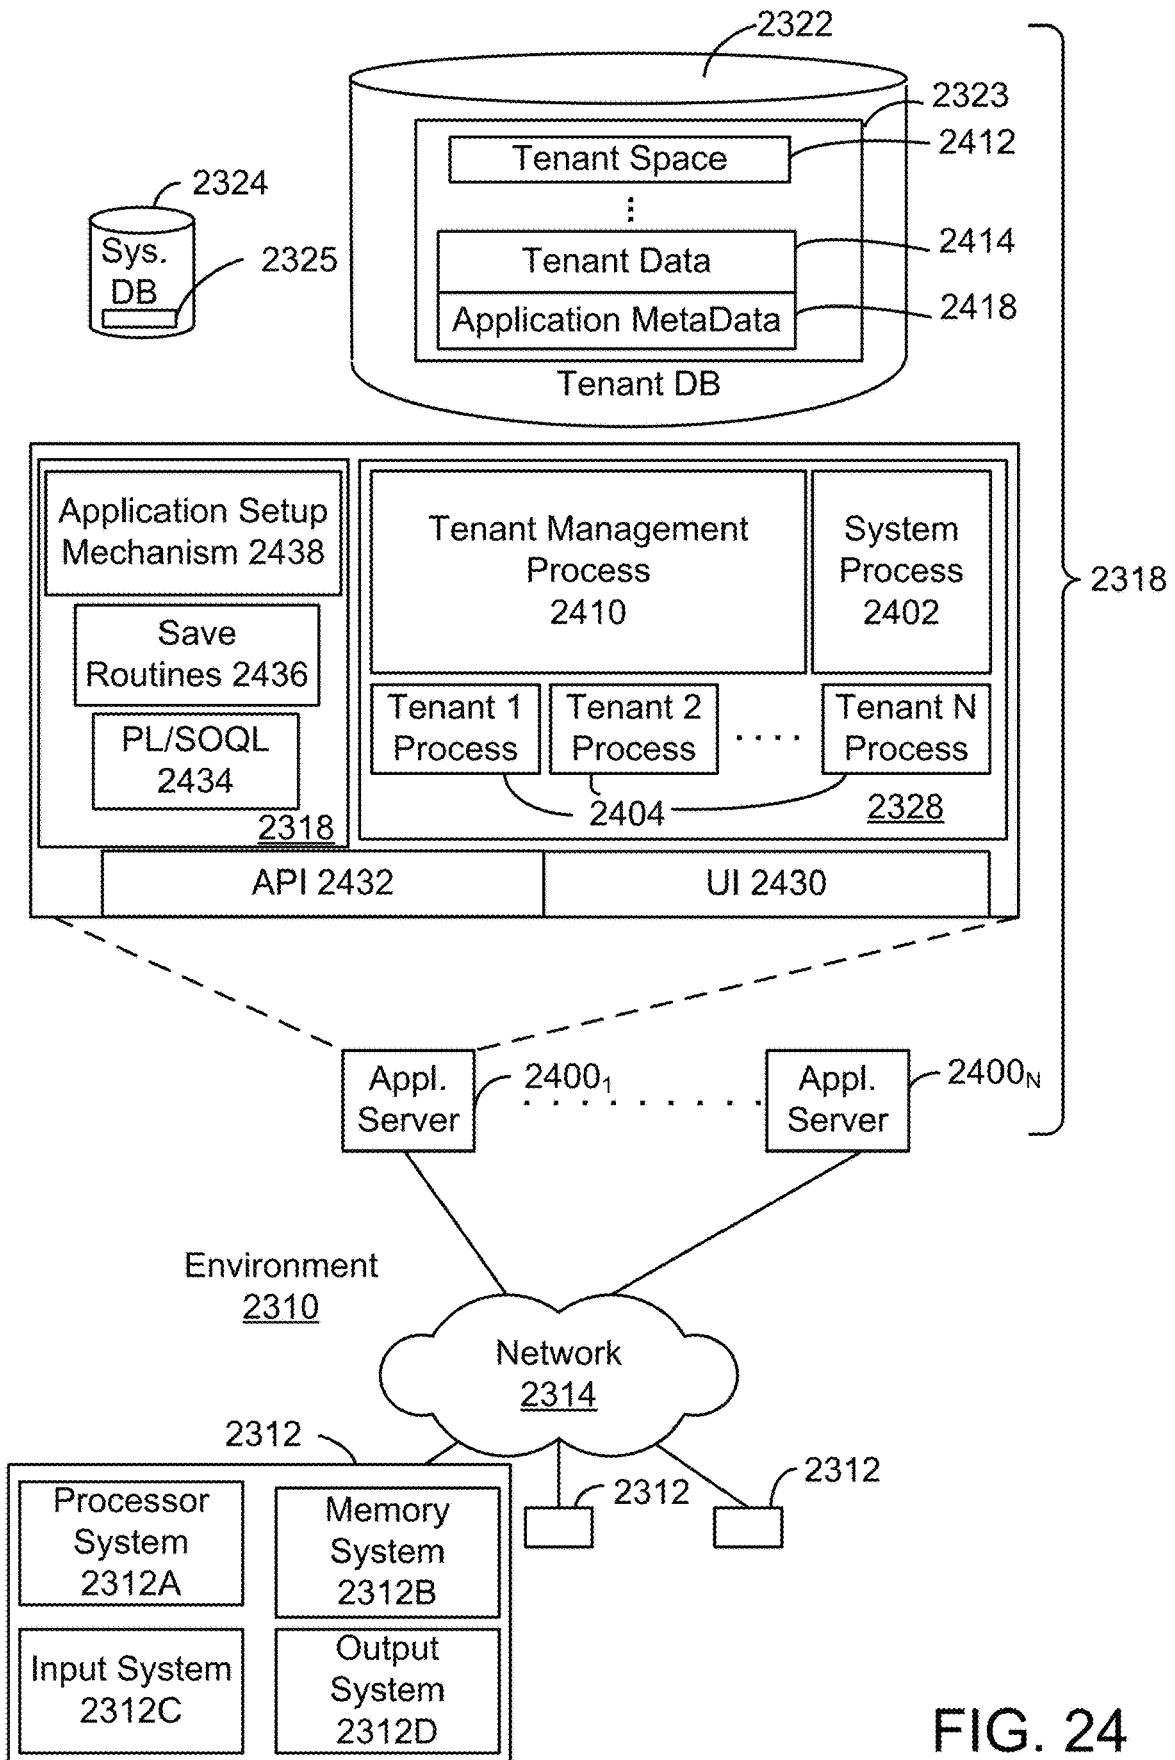 2322
2323
Tenant Space
2412
2324
Sys.
DB
2325
Tenant Data
2414
Application MetaData
2418
Tenant DB
Application Setup
Mechanism 2438
Save
Routines 2436
PL/SOQL
2434
2318
Tenant Management
Process
2410
System
Process
2402
Tenant 1
Process
Tenant 2
Process
....
Tenant N
Process
2404
2328
API 2432
UI 2430
2318
Appl.
Server
2400₁
Appl.
Server
2400ₙ
Environment
2310
Network
2314
2312
2312
2312
Processor
System
2312A
Memory
System
2312B
Input System
2312C
Output
System
2312D
FIG. 24